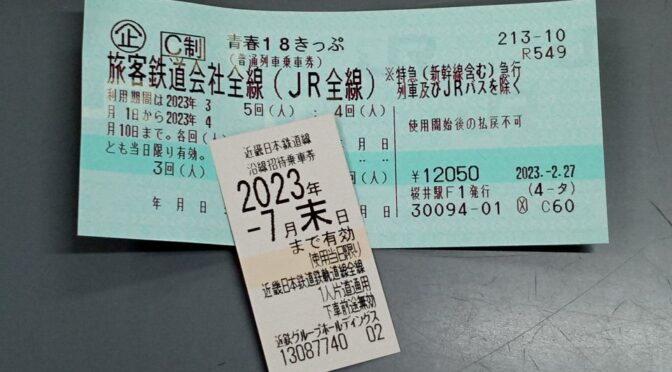 企 C制 青春18きっぷ 213-10
(普通列車乗車券) R549
旅客鉄道会社全線(JR全線) ※特急(新幹線含む)急行
列車及びJRバスを除く
利用期間は2023年 3 5回(人) : 4回(人)
月 1日から2023年 4
月10日まで。各回(
とも当日限り有効。
3回(人)
年 月 日
月 日
使用開始後の払戻不可
¥12050 2023.-2.27
桜井駅F1発行 (4-タ)
30094-01 C60
近畿日本鉄道線
沿線招待乗車券
2023年
-7月末日
まで有効
(使用当日限り)
近畿日本鉄道鉄軌道線全線
1人片道通用
下車前途無効
近鉄グループホールディングス
13087740 02